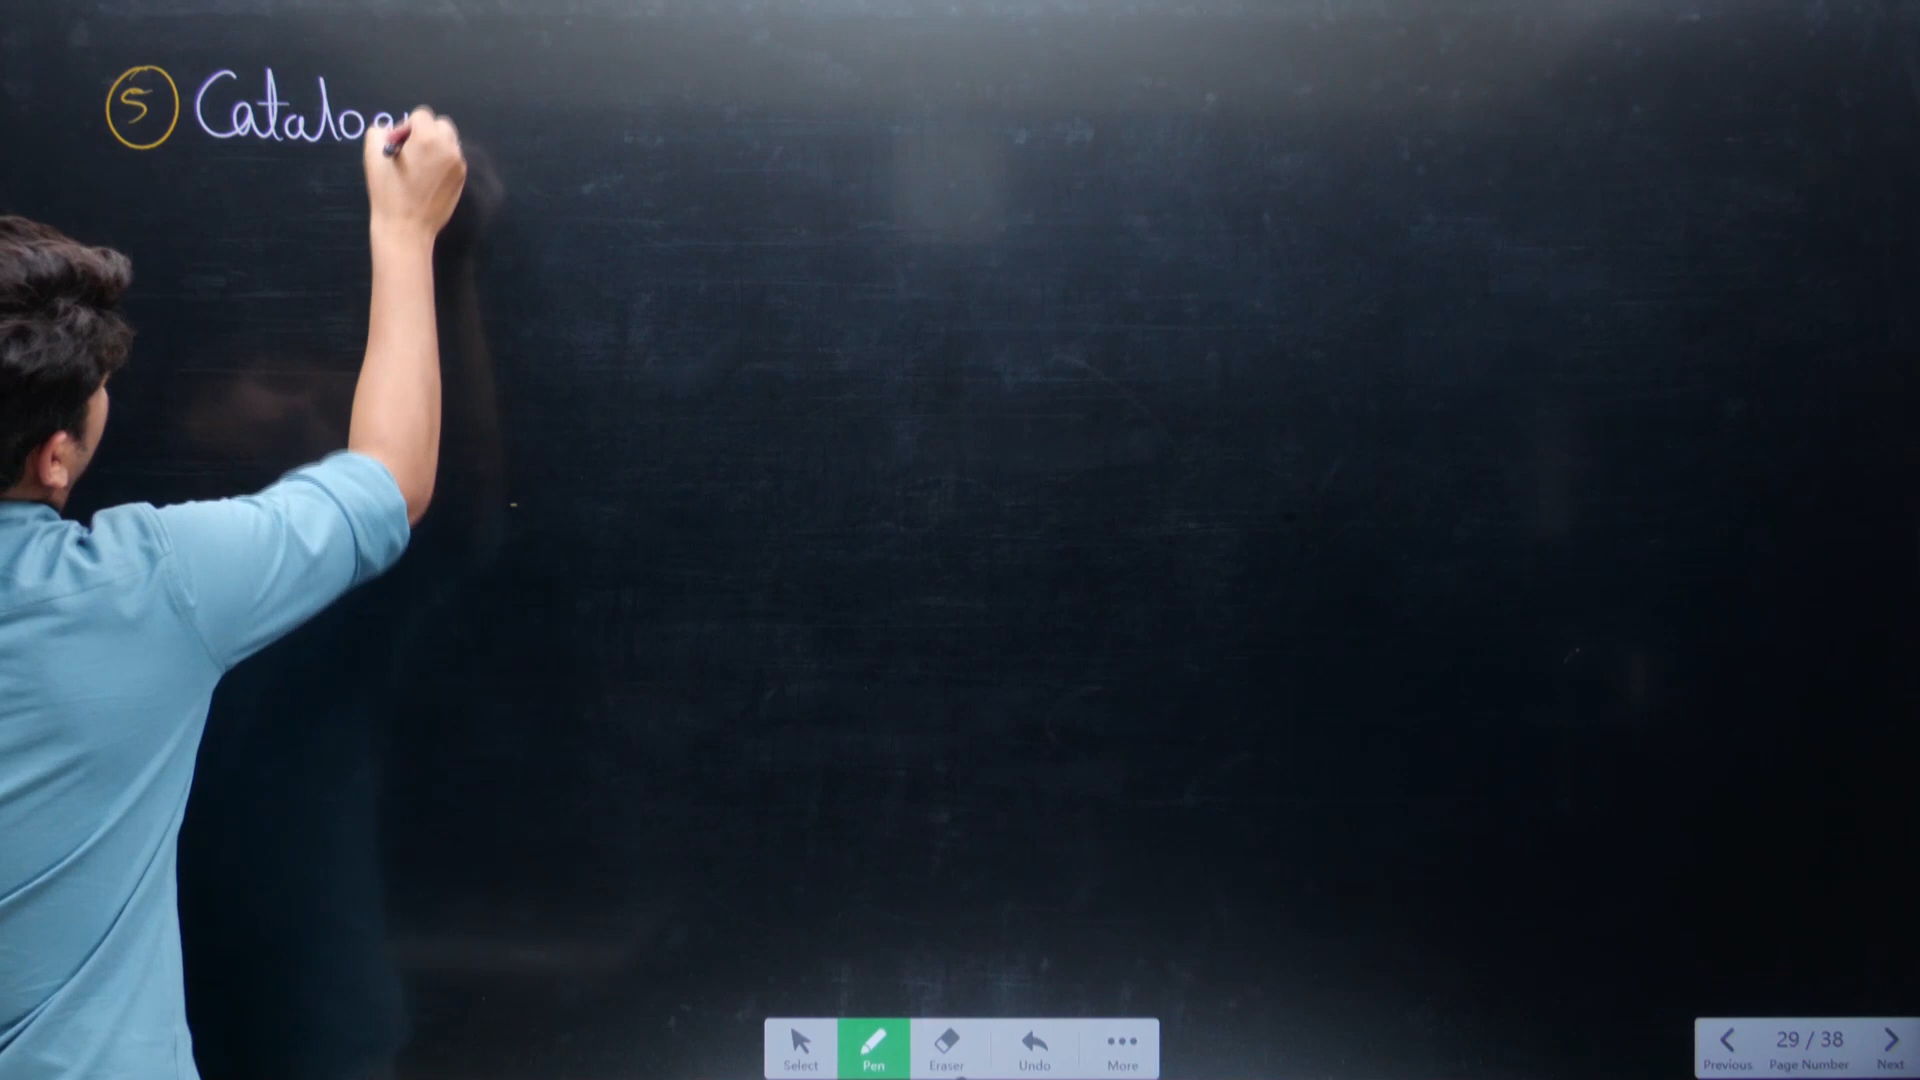 5 Catalog
Select Pen Eraser Undo More
29 / 38
Previous Page Number Next